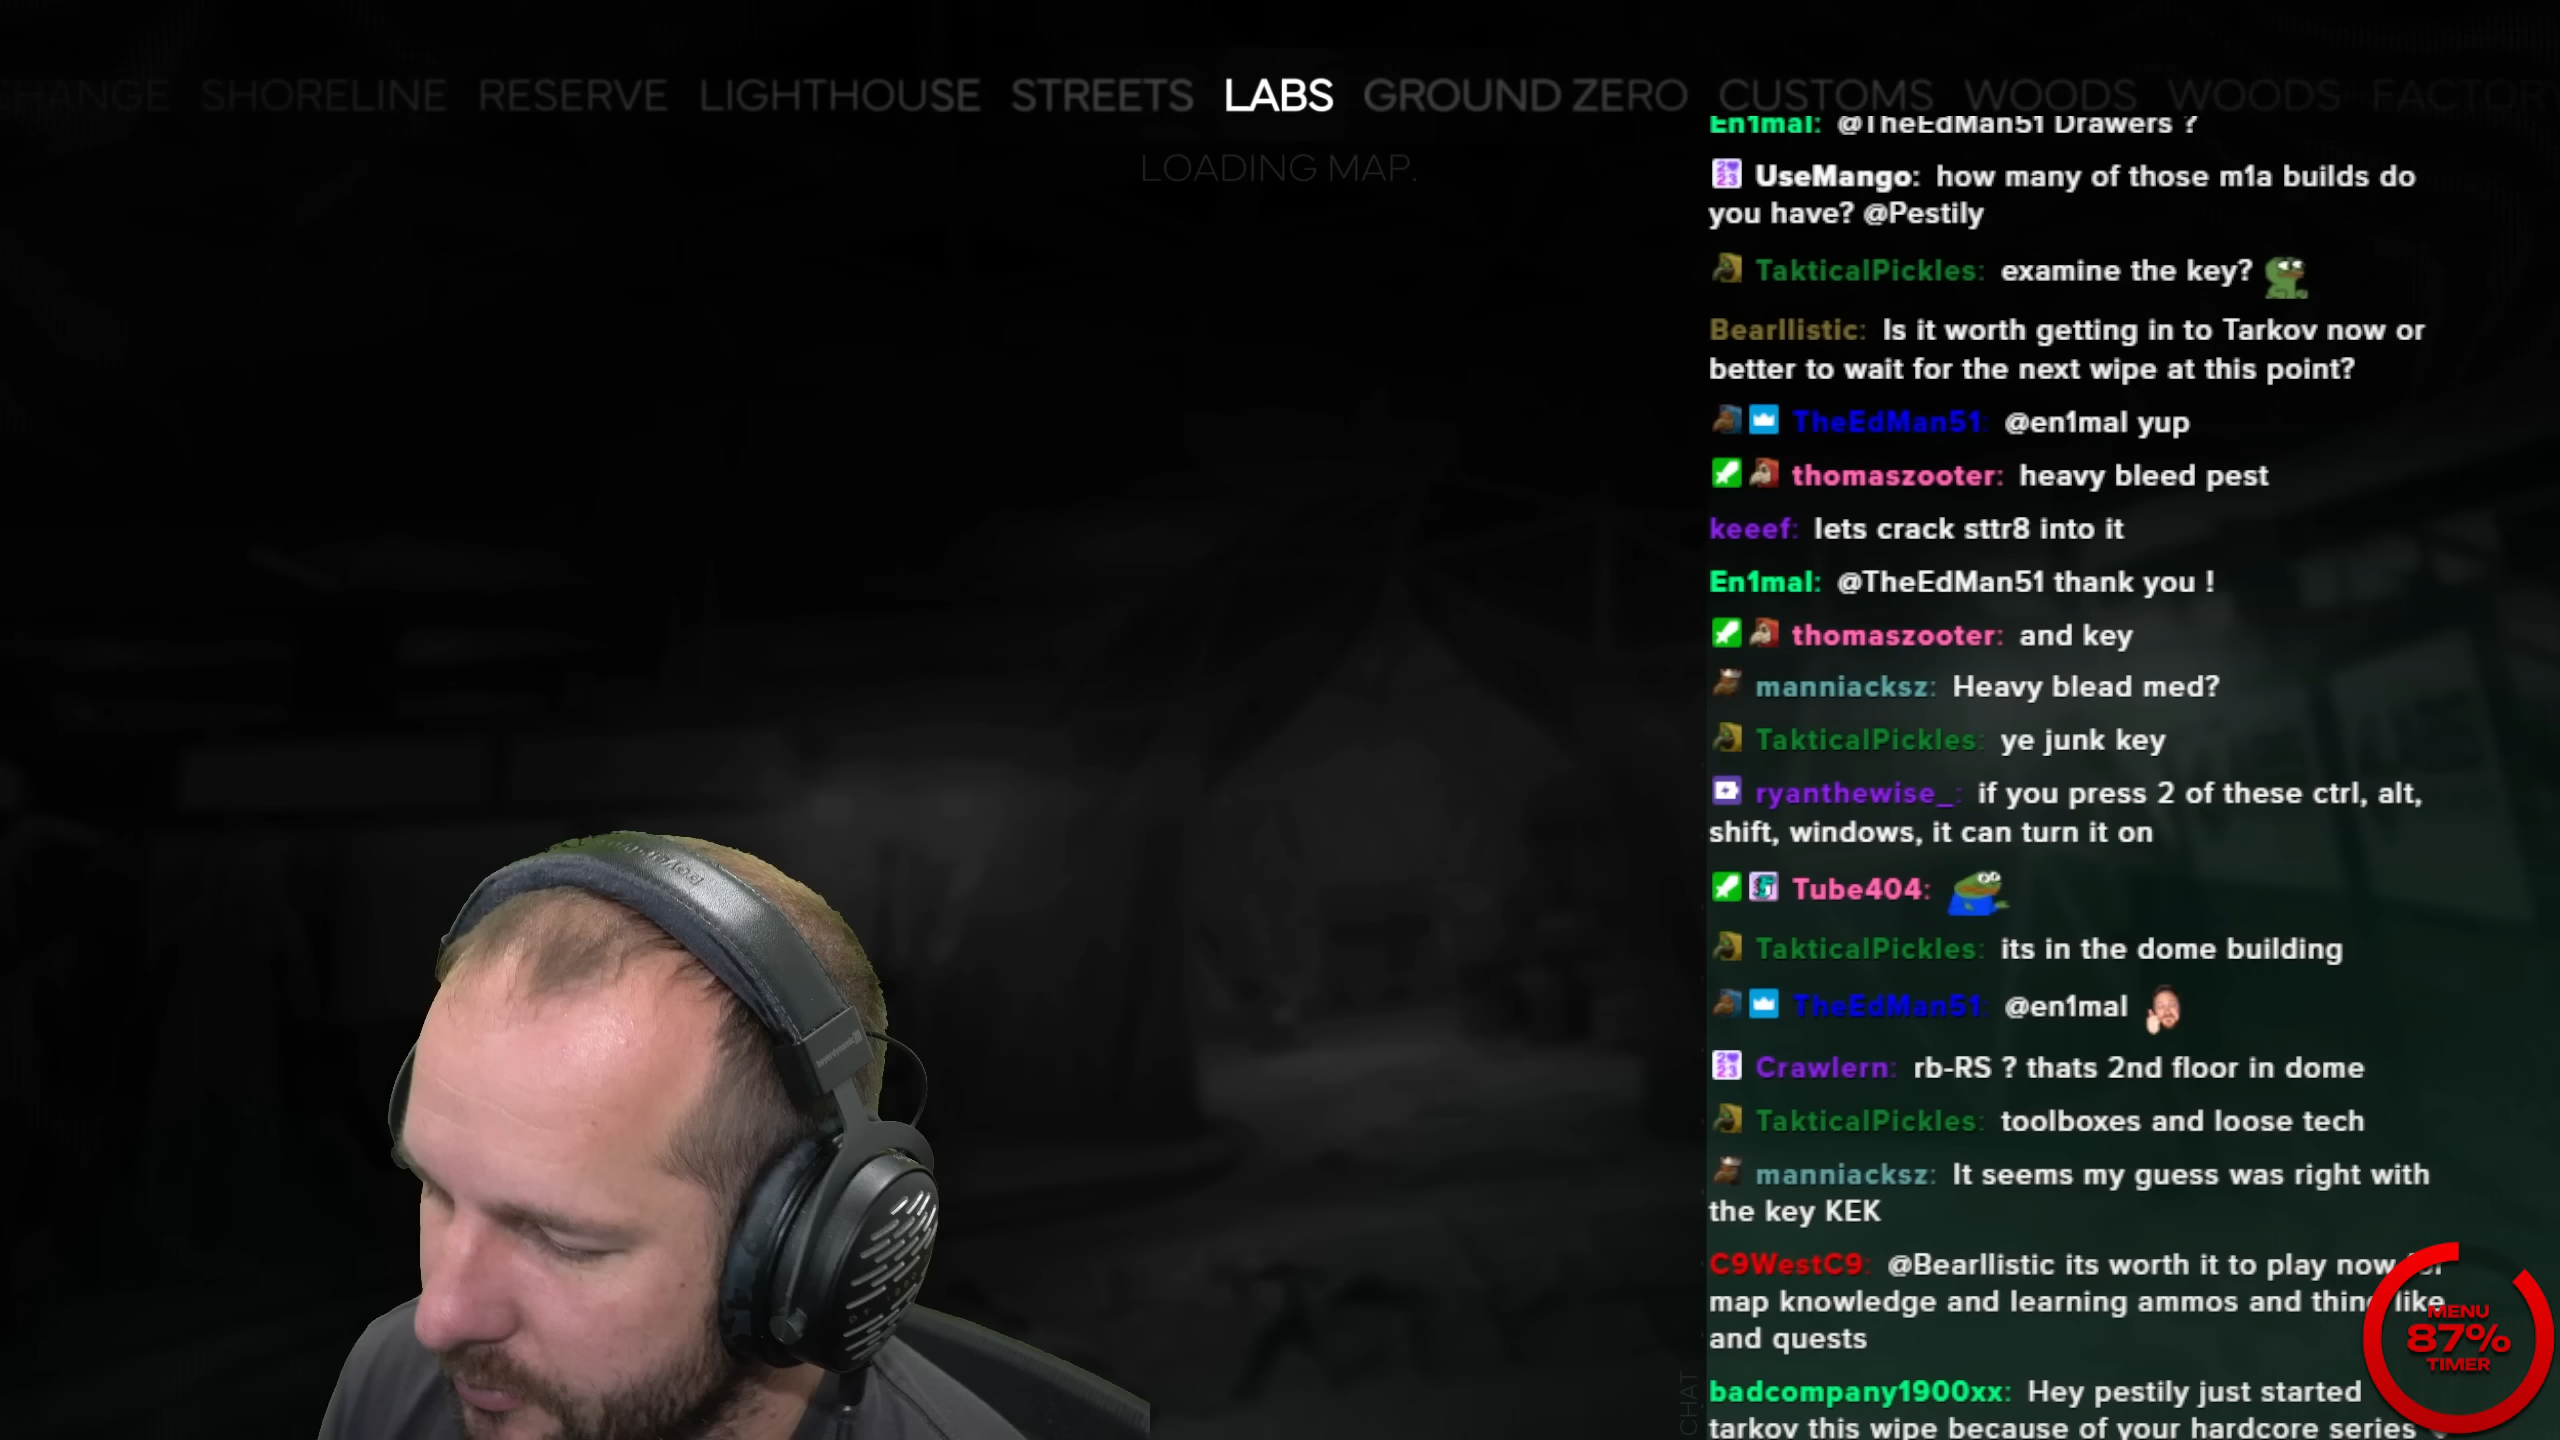 SHORELINE RESERVE LIGHTHOUSE STREETS LABS GROUND ZERO CUSTOMS WOODS WOODS FACTORY
LOADING MAP.
En1mal: @TheEdMan51 Drawers ?
UseMango: how many of those m1a builds do
you have? @Pestily
TakticalPickles: examine the key?
Bearllistic: Is it worth getting in to Tarkov now or
better to wait for the next wipe at this point?
TheEdMan51: @en1mal yup
thomaszooter: heavy bleed pest
keeef: lets crack sttr8 into it
En1mal: @TheEdMan51 thank you !
thomaszooter: and key
manniacksz: Heavy blead med?
TakticalPickles: ye junk key
ryanthewise_: if you press 2 of these ctrl, alt,
shift, windows, it can turn it on
Tube404:
TakticalPickles: its in the dome building
TheEdMan51: @en1mal
Crawlern: rb-RS ? thats 2nd floor in dome
TakticalPickles: toolboxes and loose tech
manniacksz: It seems my guess was right with
the key KEK
C9WestC9: @Bearllistic its worth it to play now
map knowledge and learning ammos and thing like
and quests
badcompany1900xx: Hey pestily just started
tarkov this wipe because of your hardcore series
CHAT
MENU
87%
TIMER
beyerdynamic